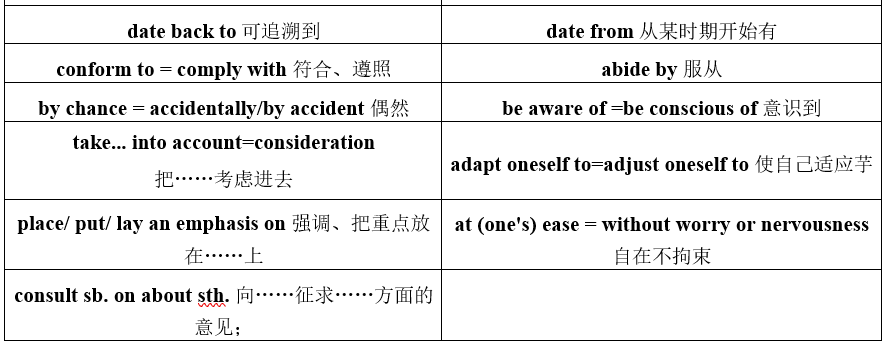 date back to 可追溯到
date from 从某时期开始有
conform to = comply with 符合、遵照
abide by 服从
by chance = accidentally/by accident 偶然
be aware of =be conscious of 意识到
take... into account=consideration
把……考虑进去
adapt oneself to=adjust oneself to 使自己适应芋
place/ put/ lay an emphasis on 强调、把重点放
在……上
at (one's) ease = without worry or nervousness
自在不拘束
consult sb. on about sth. 向……征求……方面的
意见；